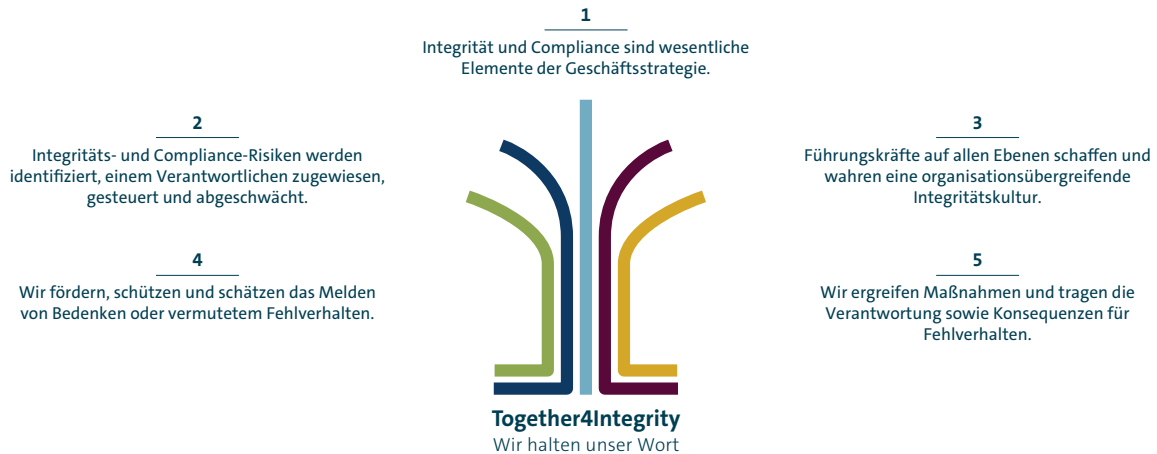 1
Integrität und Compliance sind wesentliche
Elemente der Geschäftsstrategie.
2
Integritäts- und Compliance-Risiken werden
identifiziert, einem Verantwortlichen zugewiesen,
gesteuert und abgeschwächt.
3
Führungskräfte auf allen Ebenen schaffen und
wahren eine organisationsübergreifende
Integritätskultur.
4
Wir fördern, schützen und schätzen das Melden
von Bedenken oder vermutetem Fehlverhalten.
5
Wir ergreifen Maßnahmen und tragen die
Verantwortung sowie Konsequenzen für
Fehlverhalten.
Together4Integrity
Wir halten unser Wort